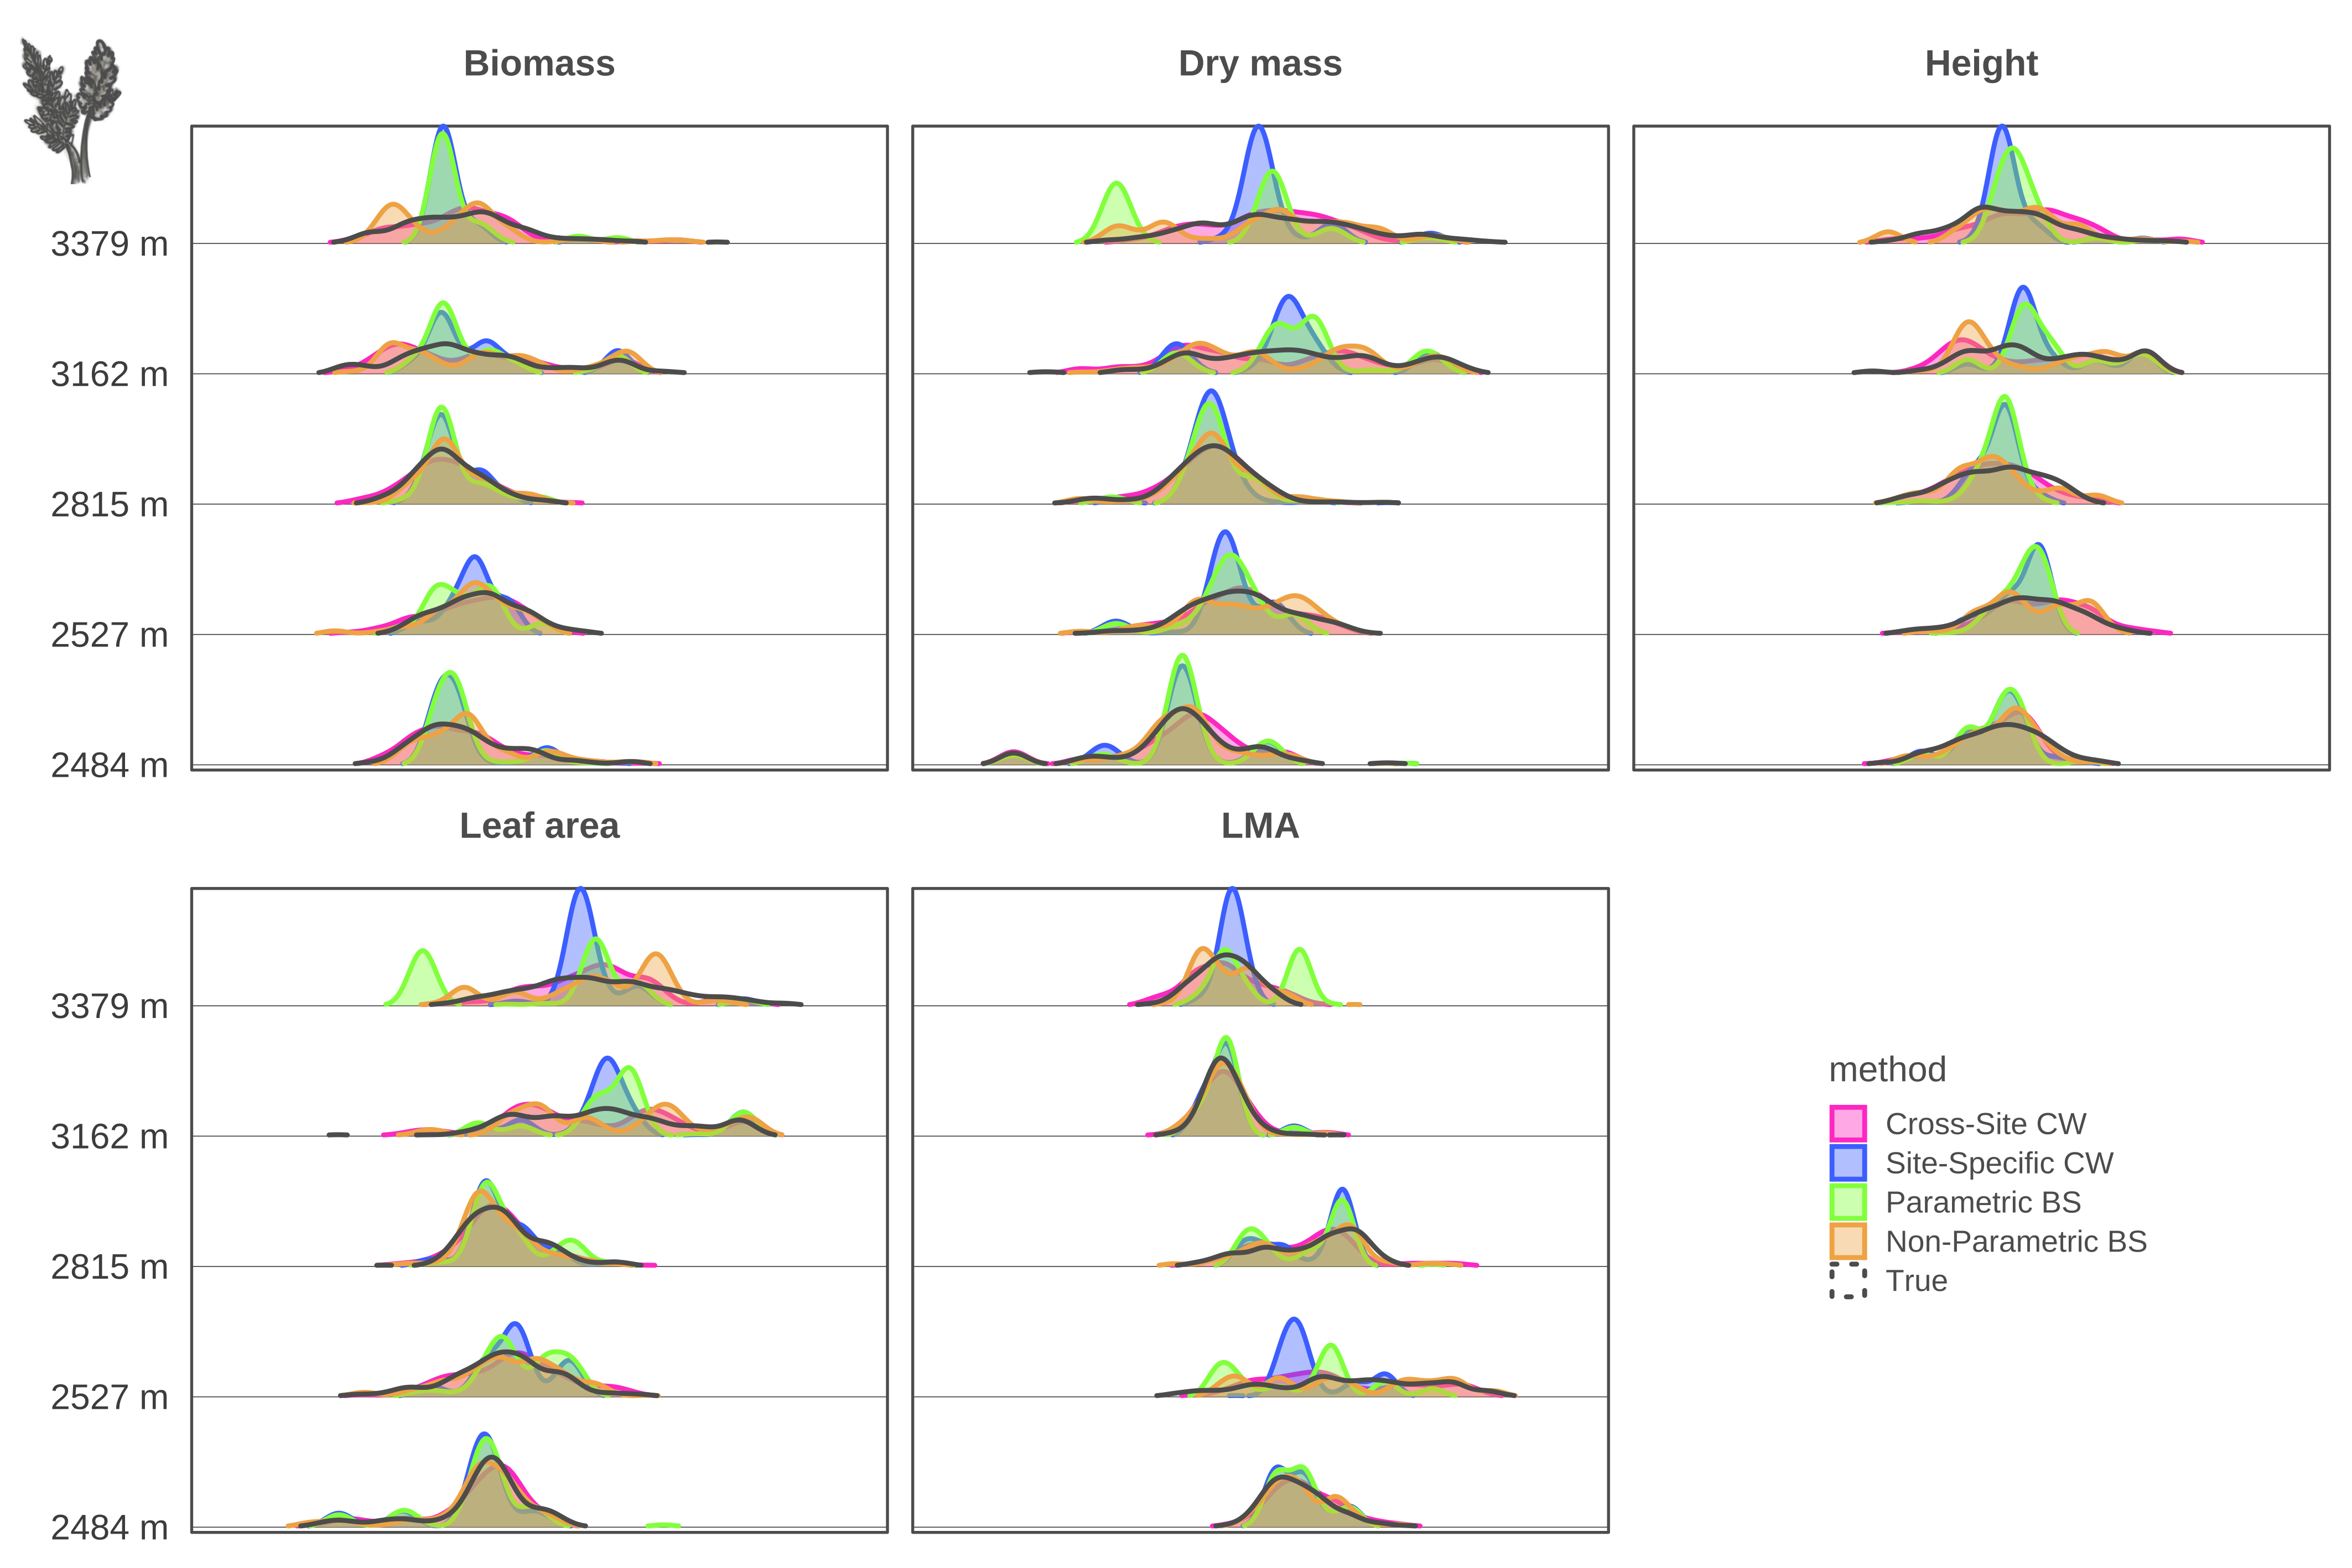 Biomass
Dry mass
Height
3379 m
3162 m
2815 m
2527 m
2484 m
Leaf area
LMA
3379 m
3162 m
2815 m
2527 m
2484 m
method
Cross-Site CW
Site-Specific CW
Parametric BS
Non-Parametric BS
True